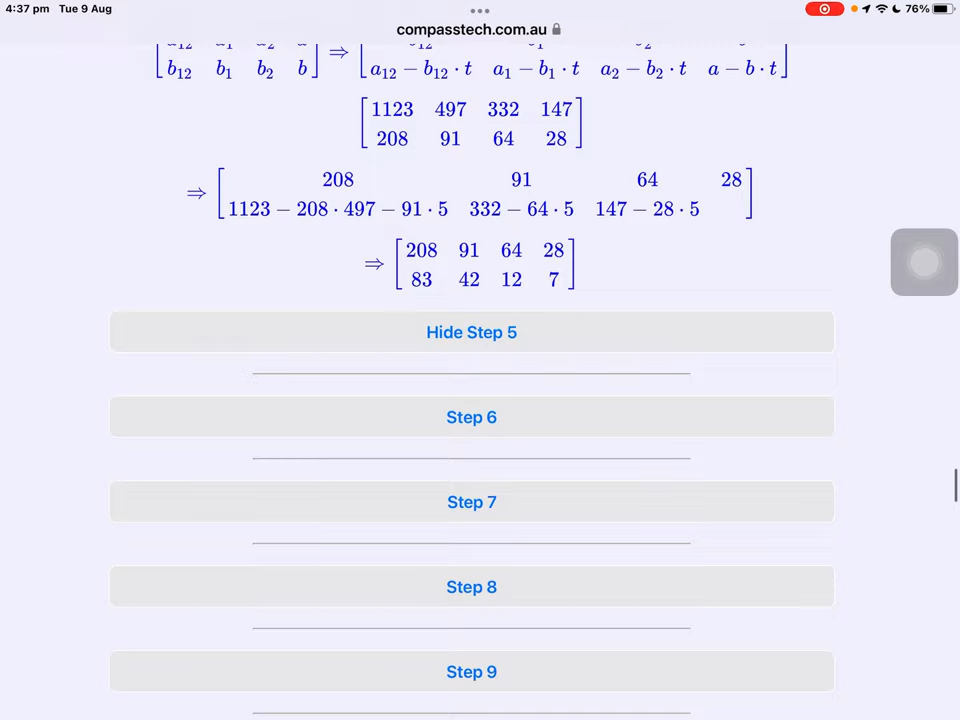 4:37 pm Tue 9 Aug 76%
compasstech.com.au
b₁₂ b₁ b₂ b ⇒ a₁₂ − b₁₂ · t a₁ − b₁ · t a₂ − b₂ · t a − b · t
1123 497 332 147
208 91 64 28
⇒ 208 91 64 28
1123 − 208 · 497 − 91 · 5 332 − 64 · 5 147 − 28 · 5
⇒ 208 91 64 28
83 42 12 7
Hide Step 5
Step 6
Step 7
Step 8
Step 9